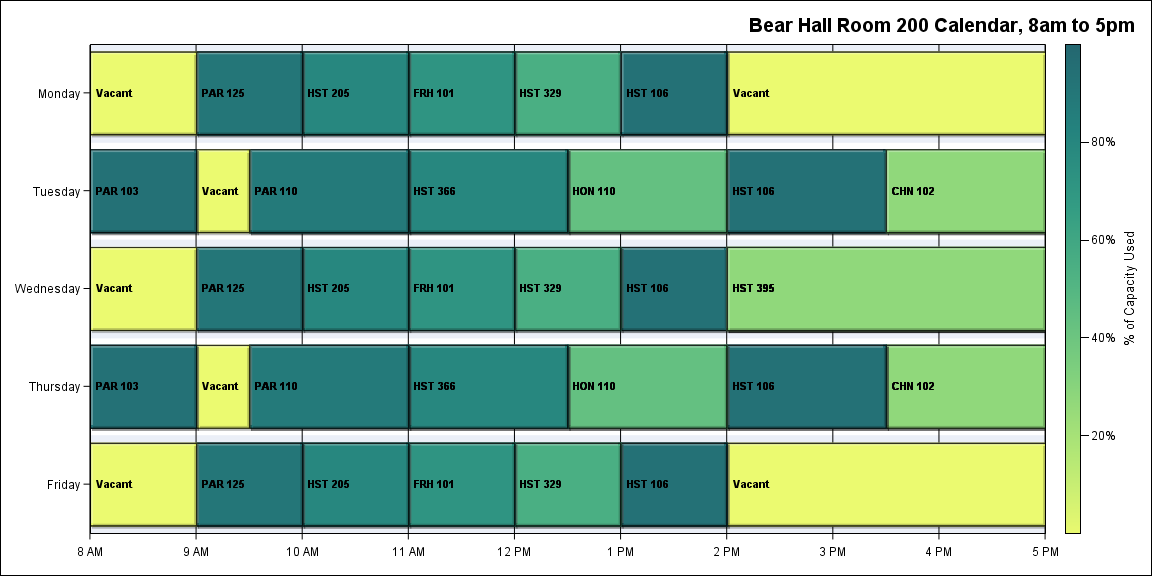 Bear Hall Room 200 Calendar, 8am to 5pm
Monday
Vacant
PAR 125
HST 205
FRH 101
HST 329
HST 106
Vacant
Tuesday
PAR 103
Vacant
PAR 110
HST 366
HON 110
HST 106
CHN 102
Wednesday
Vacant
PAR 125
HST 205
FRH 101
HST 329
HST 106
HST 395
Thursday
PAR 103
Vacant
PAR 110
HST 366
HON 110
HST 106
CHN 102
Friday
Vacant
PAR 125
HST 205
FRH 101
HST 329
HST 106
Vacant
8 AM
9 AM
10 AM
11 AM
12 PM
1 PM
2 PM
3 PM
4 PM
5 PM
80%
60%
40%
20%
% of Capacity Used